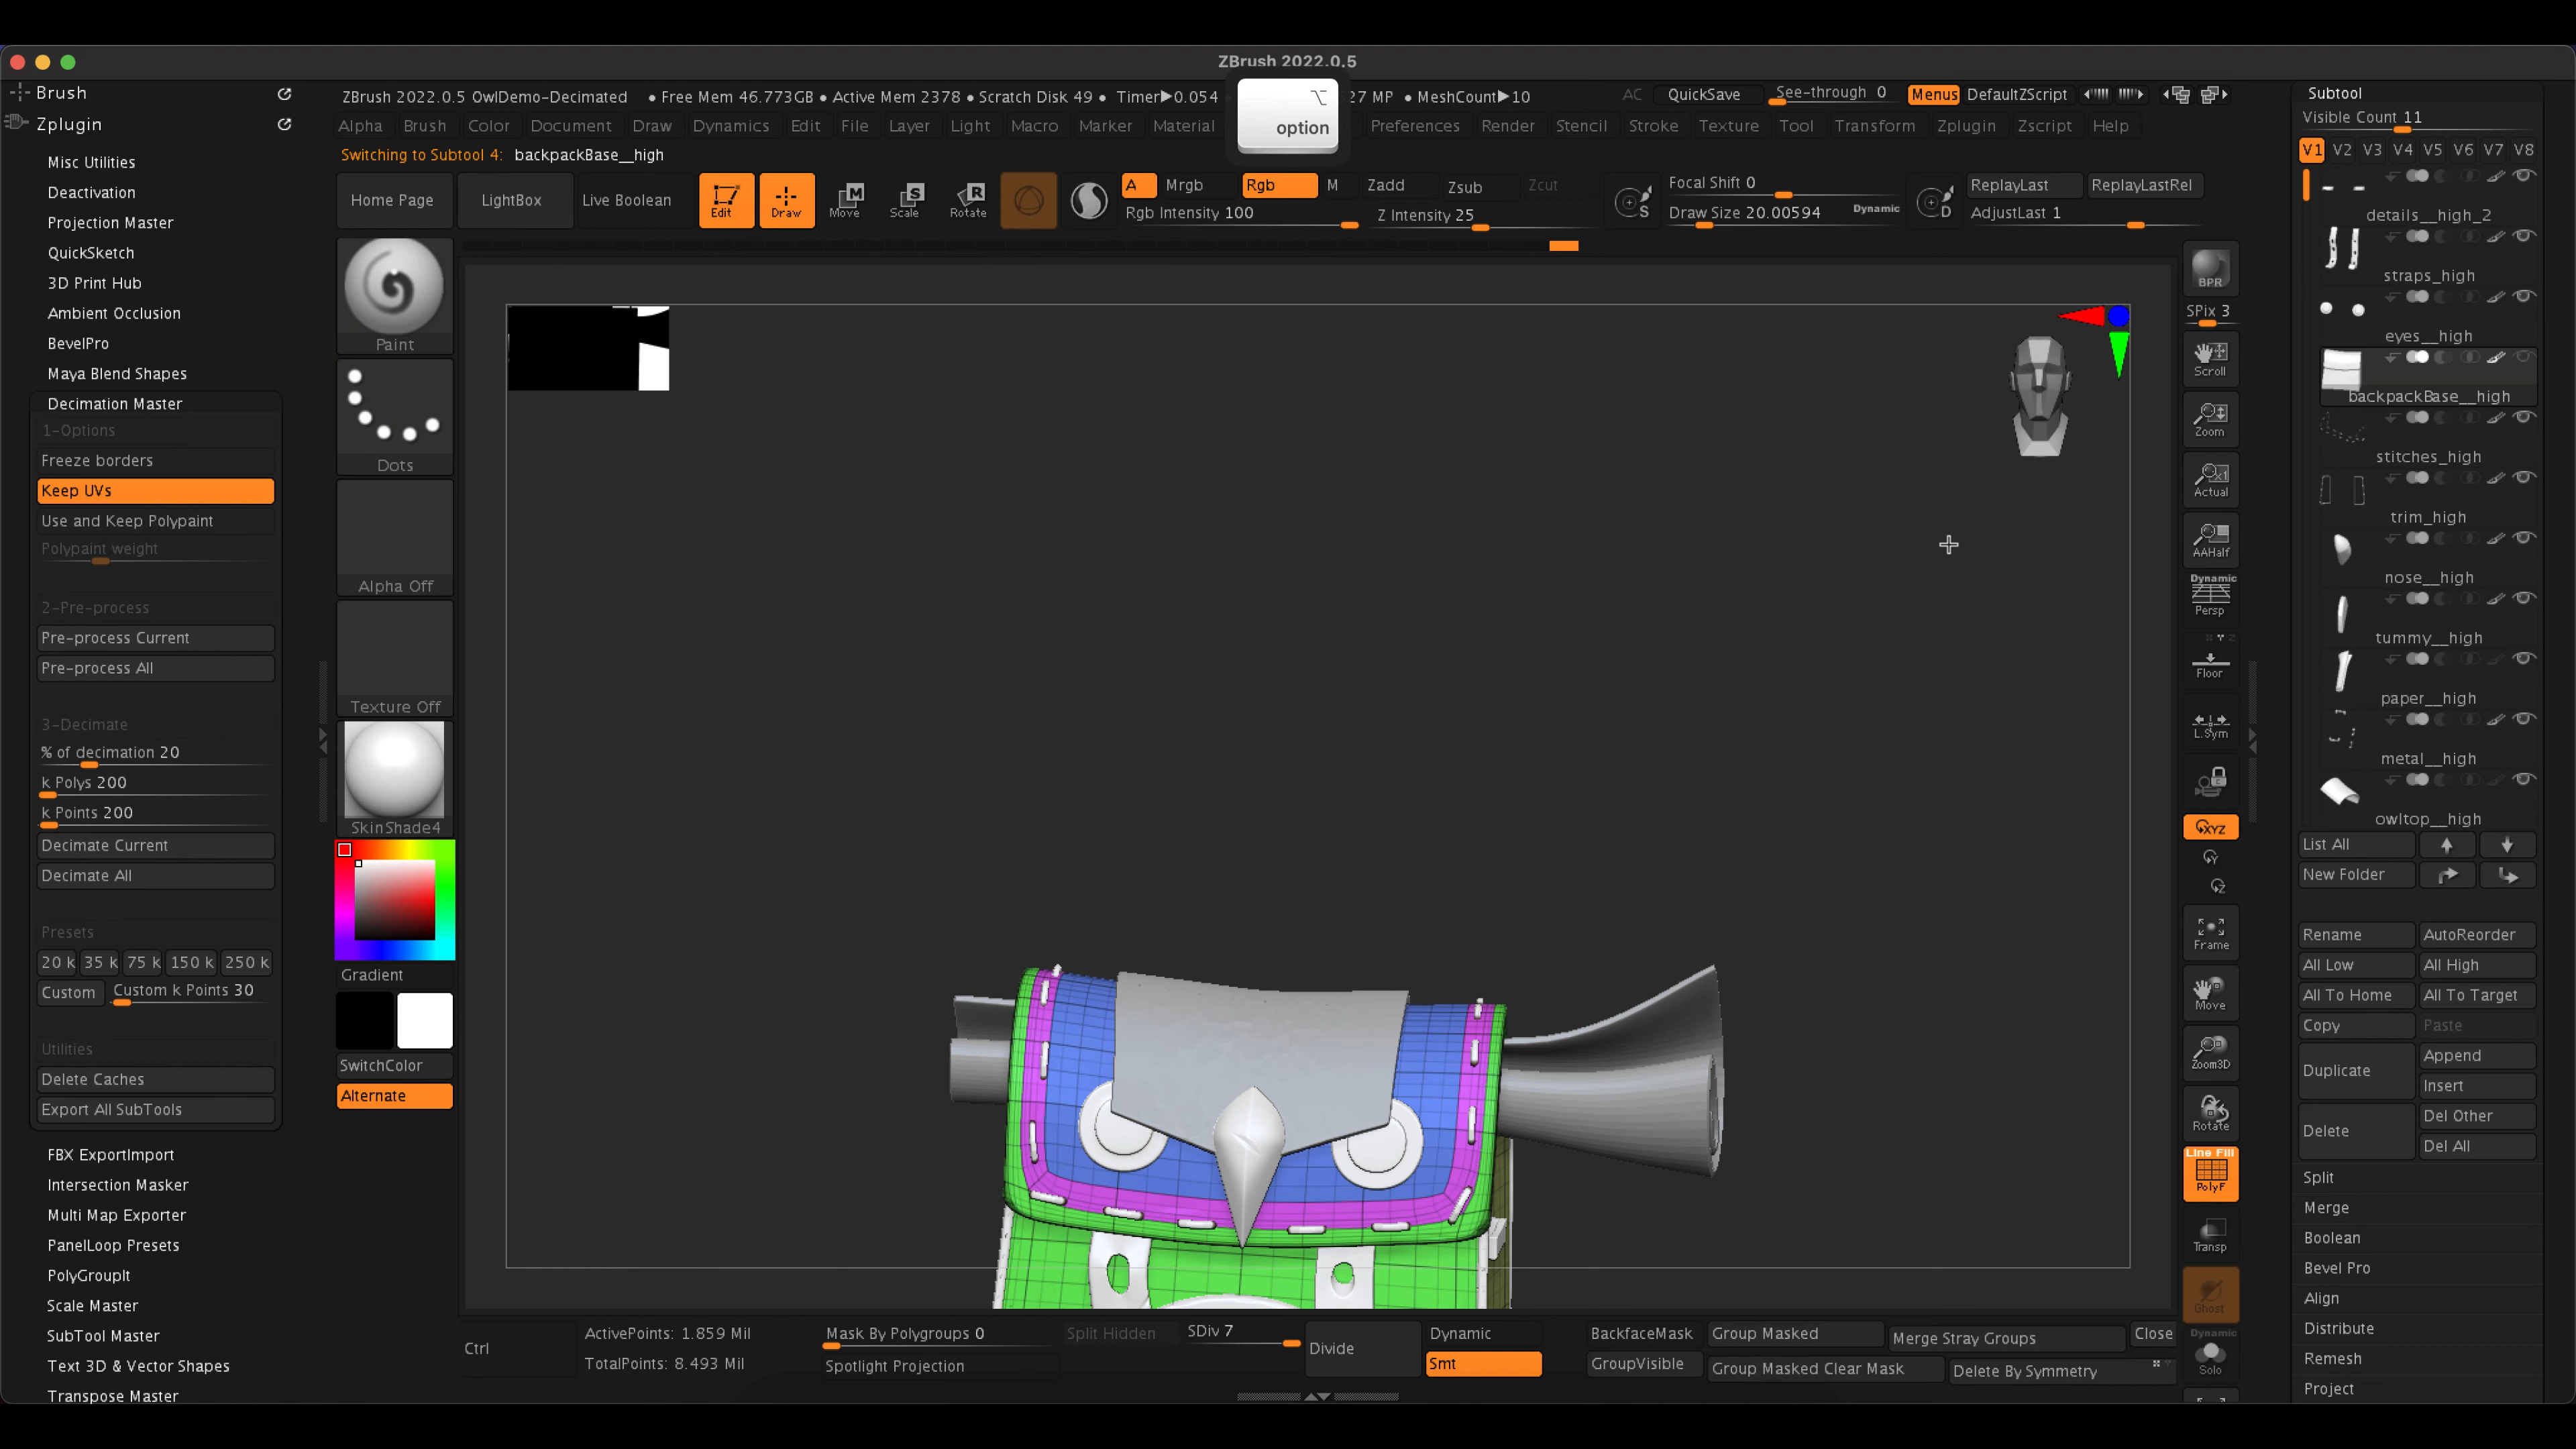 ZBrush 2022.0.5
Brush
Zplugin
Misc Utilities
Deactivation
Projection Master
QuickSketch
3D Print Hub
Ambient Occlusion
BevelPro
Maya Blend Shapes
Decimation Master
1-Options
Freeze borders
Keep UVs
Use and Keep Polypaint
Polypaint weight
2-Pre-process
Pre-process Current
Pre-process All
3-Decimate
% of decimation 20
k Polys 200
k Points 200
Decimate Current
Decimate All
Presets
20 k 35 k 75 k 150 k 250 k
Custom Custom k Points 30
Utilities
Delete Caches
Export All SubTools
FBX ExportImport
Intersection Masker
Multi Map Exporter
PanelLoop Presets
PolyGroupIt
Scale Master
SubTool Master
Text 3D & Vector Shapes
Transpose Master
ZBrush 2022.0.5 OwlDemo-Decimated • Free Mem 46.773GB • Active Mem 2378 • Scratch Disk 49 • Timer▶0.054 27 MP • MeshCount▶10 AC QuickSave See-through 0 Menus DefaultZScript
⌥
option
Alpha Brush Color Document Draw Dynamics Edit File Layer Light Macro Marker Material Preferences Render Stencil Stroke Texture Tool Transform Zplugin Zscript Help
Switching to Subtool 4: backpackBase__high
Home Page LightBox Live Boolean Edit Draw Move Scale Rotate
M S R
A Mrgb Rgb M Zadd Zsub Zcut
Rgb Intensity 100 Z Intensity 25
S Focal Shift 0
Draw Size 20.00594 Dynamic
D ReplayLast ReplayLastRel
AdjustLast 1
Paint
Dots
Alpha Off
Texture Off
SkinShade4
Gradient
SwitchColor
Alternate
BPR
SPix 3
Scroll
Zoom
Actual
AAHalf
Dynamic
Persp
Floor
L.Sym
XYZ
Y
Z
Frame
Move
Zoom3D
Rotate
Line Fill
PolyF
Transp
Ghost
Dynamic
Solo
Ctrl
ActivePoints: 1.859 Mil
TotalPoints: 8.493 Mil
Mask By Polygroups 0
Spotlight Projection
Split Hidden
SDiv 7
Divide
Dynamic
Smt
BackfaceMask
GroupVisible
Group Masked
Group Masked Clear Mask
Merge Stray Groups
Delete By Symmetry
Close
Subtool
Visible Count 11
V1 V2 V3 V4 V5 V6 V7 V8
details__high_2
straps_high
eyes__high
backpackBase__high
stitches_high
trim_high
nose__high
tummy__high
paper__high
metal__high
owltop__high
List All
New Folder
Rename AutoReorder
All Low All High
All To Home All To Target
Copy Paste
Duplicate Append
Insert
Delete Del Other
Del All
Split
Merge
Boolean
Bevel Pro
Align
Distribute
Remesh
Project